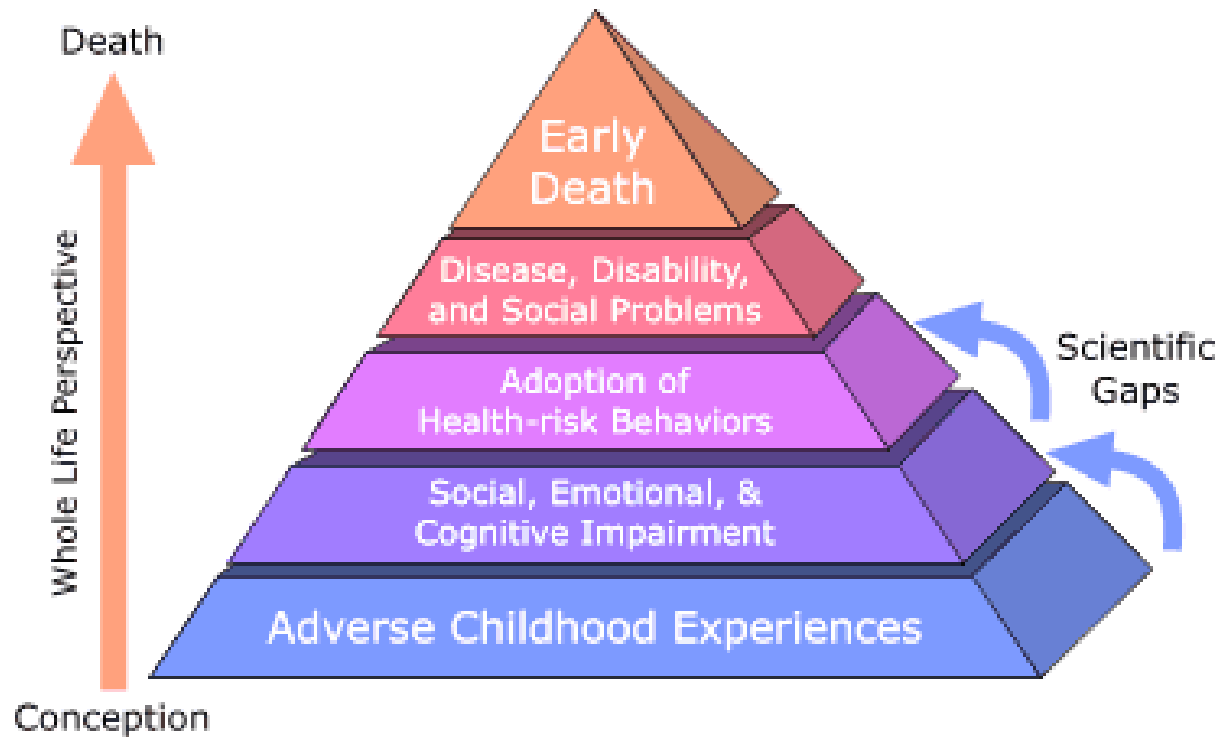 Death
Whole Life Perspective
Conception
Early
Death
Disease, Disability,
and Social Problems
Adoption of
Health-risk Behaviors
Social, Emotional, &
Cognitive Impairment
Adverse Childhood Experiences
Scientific
Gaps